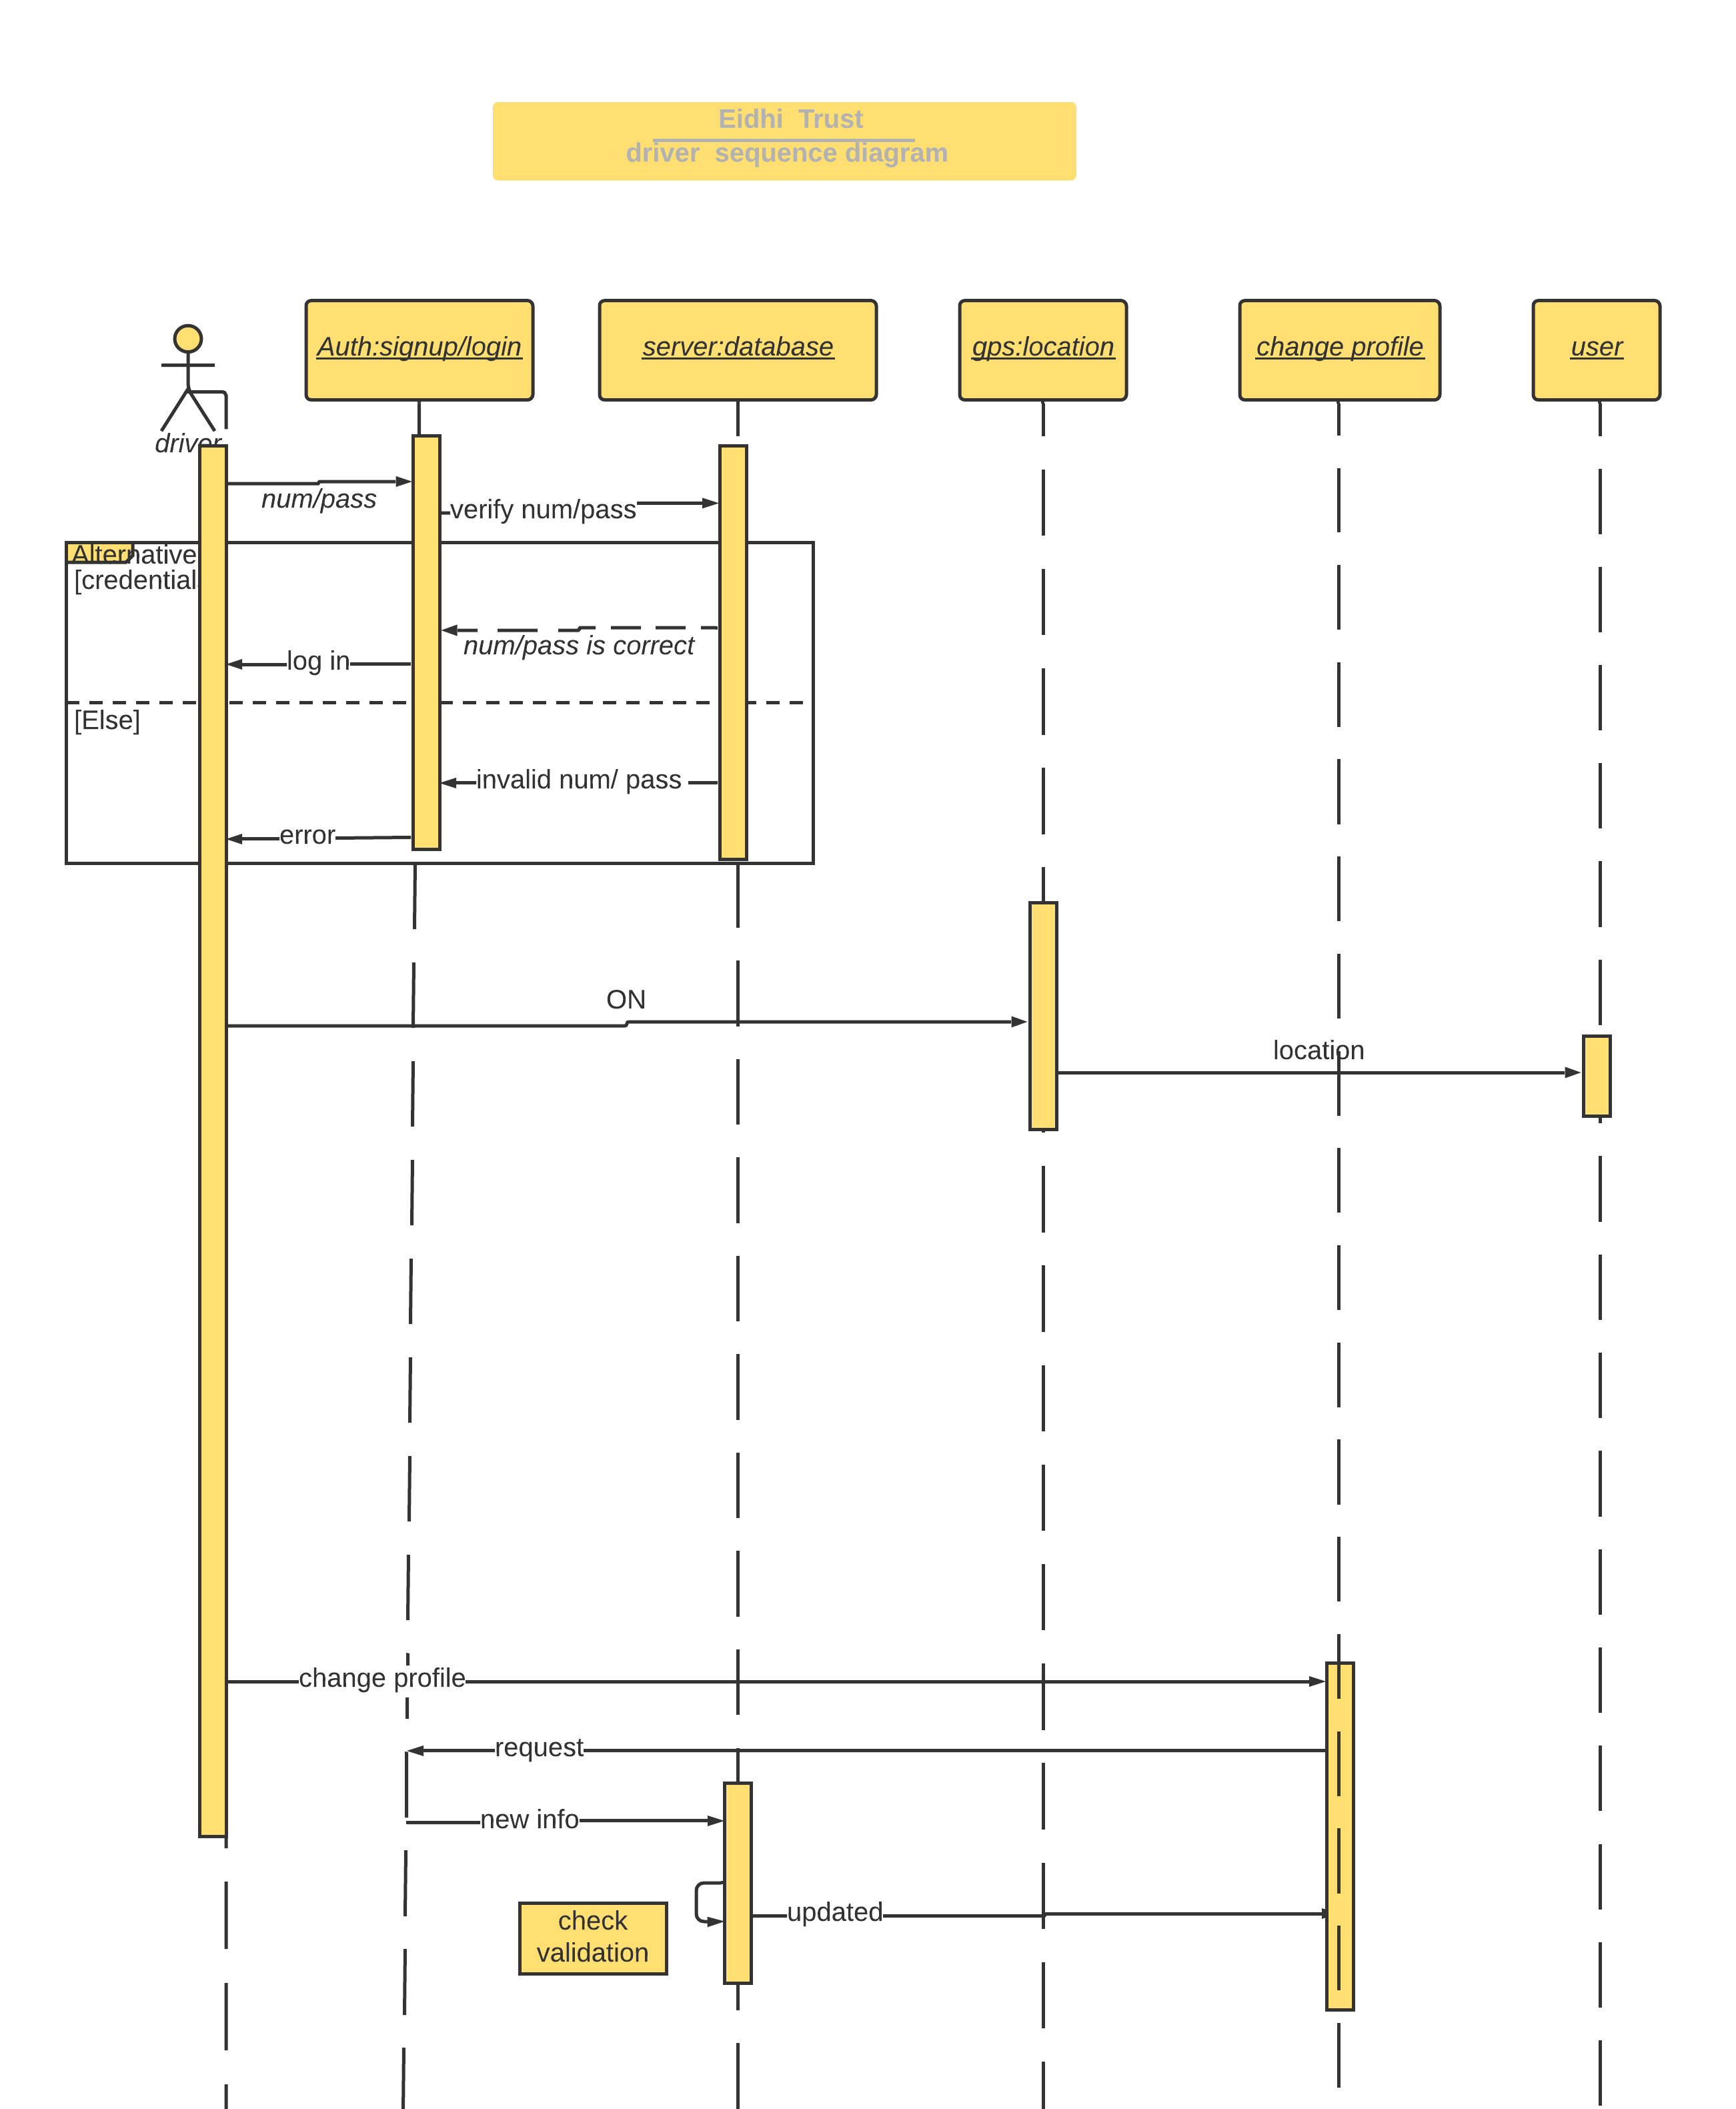 Eidhi  Trust
driver  sequence diagram
Auth:signup/login
server:database
gps:location
change profile
user
driver
num/pass
verify num/pass
Alternative
[credential
num/pass is correct
log in
[Else]
invalid num/ pass
error
ON
location
change profile
request
new info
updated
check
validation